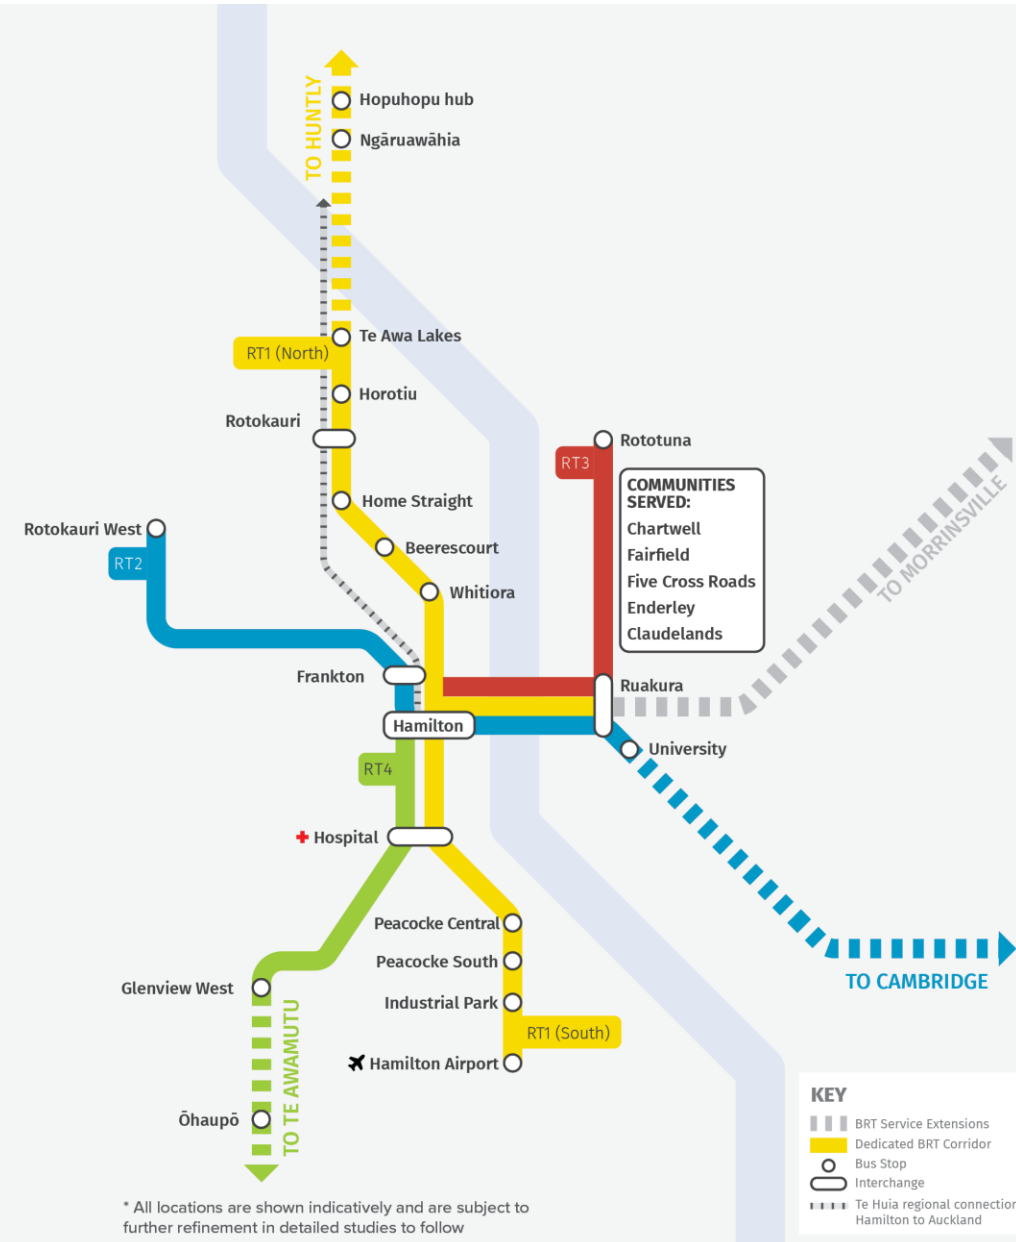 TO HUNTLY
Hopuhopu hub
Ngāruawāhia
Te Awa Lakes
RT1 (North)
Horotiu
Rotokauri
Home Straight
Beerescourt
Whitiora
Rotokauri West
RT2
Rototuna
RT3
COMMUNITIES
SERVED:
Chartwell
Fairfield
Five Cross Roads
Enderley
Claudelands
TO MORRINSVILLE
Frankton
Ruakura
Hamilton
University
RT4
Hospital
Peacocke Central
Peacocke South
TO CAMBRIDGE
Glenview West
Industrial Park
RT1 (South)
Hamilton Airport
TO TE AWAMUTU
Ōhaupō
KEY
BRT Service Extensions
Dedicated BRT Corridor
Bus Stop
Interchange
Te Huia regional connection
Hamilton to Auckland
* All locations are shown indicatively and are subject to
further refinement in detailed studies to follow